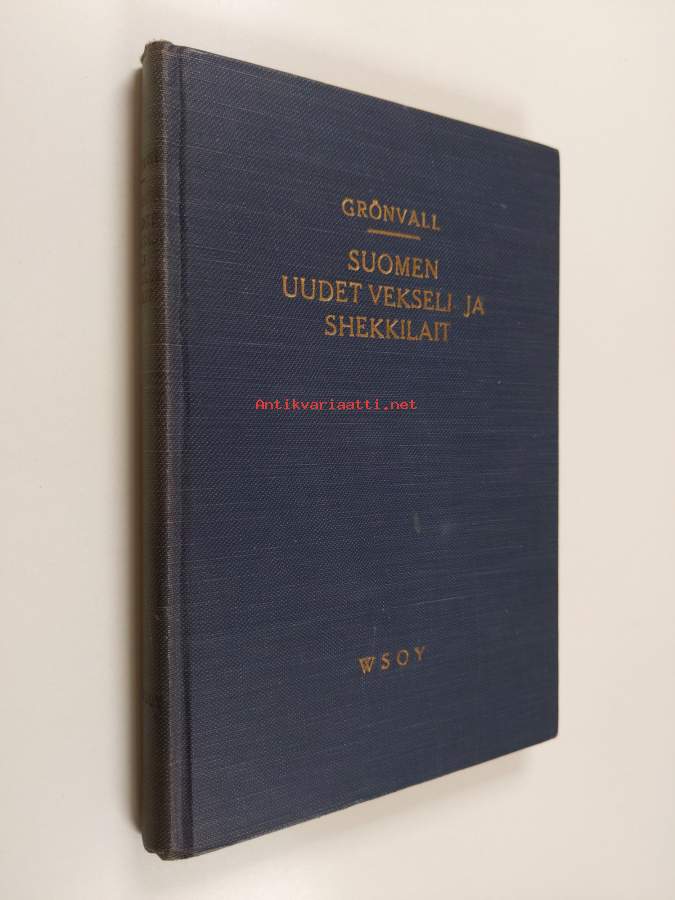 GRÖNVALL
SUOMEN
UUDET VEKSELI- JA
SHEKKILAIT
Antikvariaatti.net
WSOY